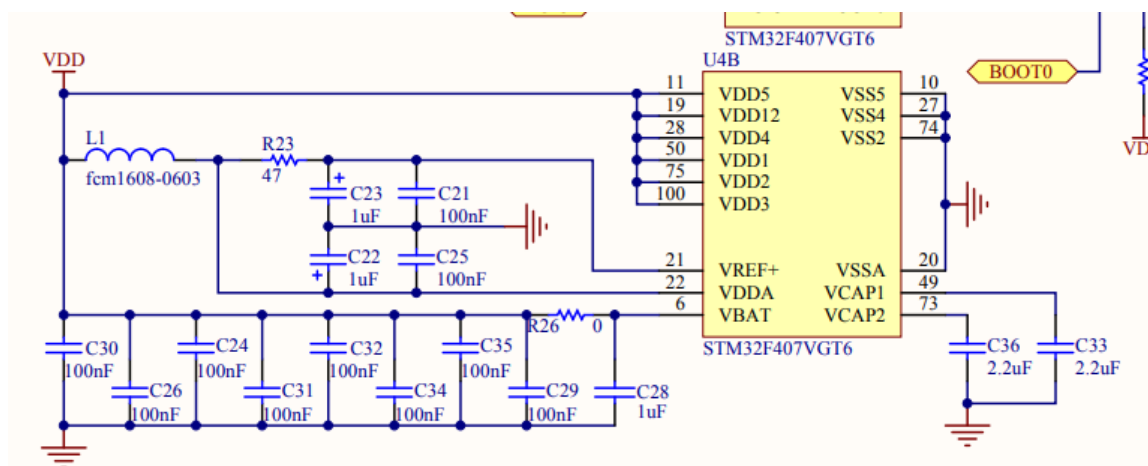 STM32F407VGT6
U4B
BOOT0
VDD
11 VDD5 VSS5 10
19 VDD12 VSS4 27
28 VDD4 VSS2 74
50 VDD1
75 VDD2
100 VDD3
L1
fcm1608-0603
R23
47
+ C23
1uF
C21
100nF
C22
+ 1uF
C25
100nF
21 VREF+ VSSA 20
22 VDDA VCAP1 49
6 VBAT VCAP2 73
STM32F407VGT6
R26 0
C30
100nF
C24
100nF
C32
100nF
C35
100nF
C26
100nF
C31
100nF
C34
100nF
C29
100nF
C28
1uF
C36
2.2uF
C33
2.2uF